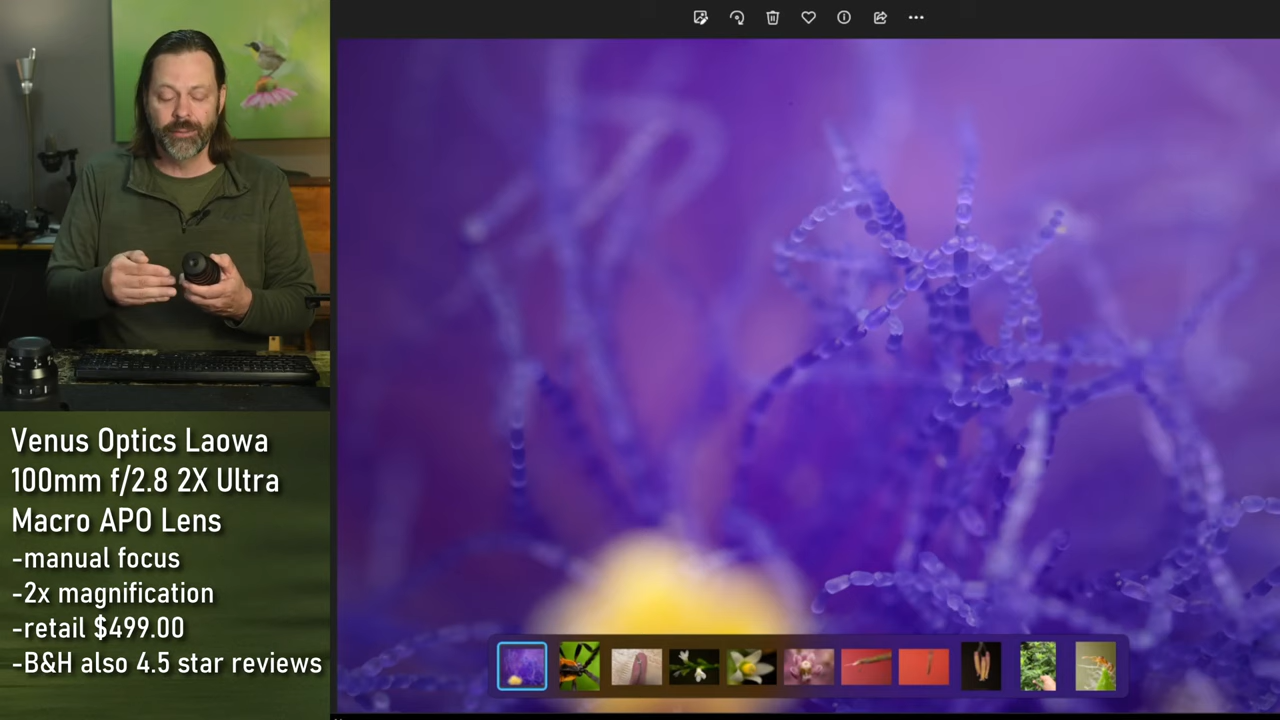 Venus Optics Laowa
100mm f/2.8 2X Ultra
Macro APO Lens
-manual focus
-2x magnification
-retail $499.00
-B&H also 4.5 star reviews